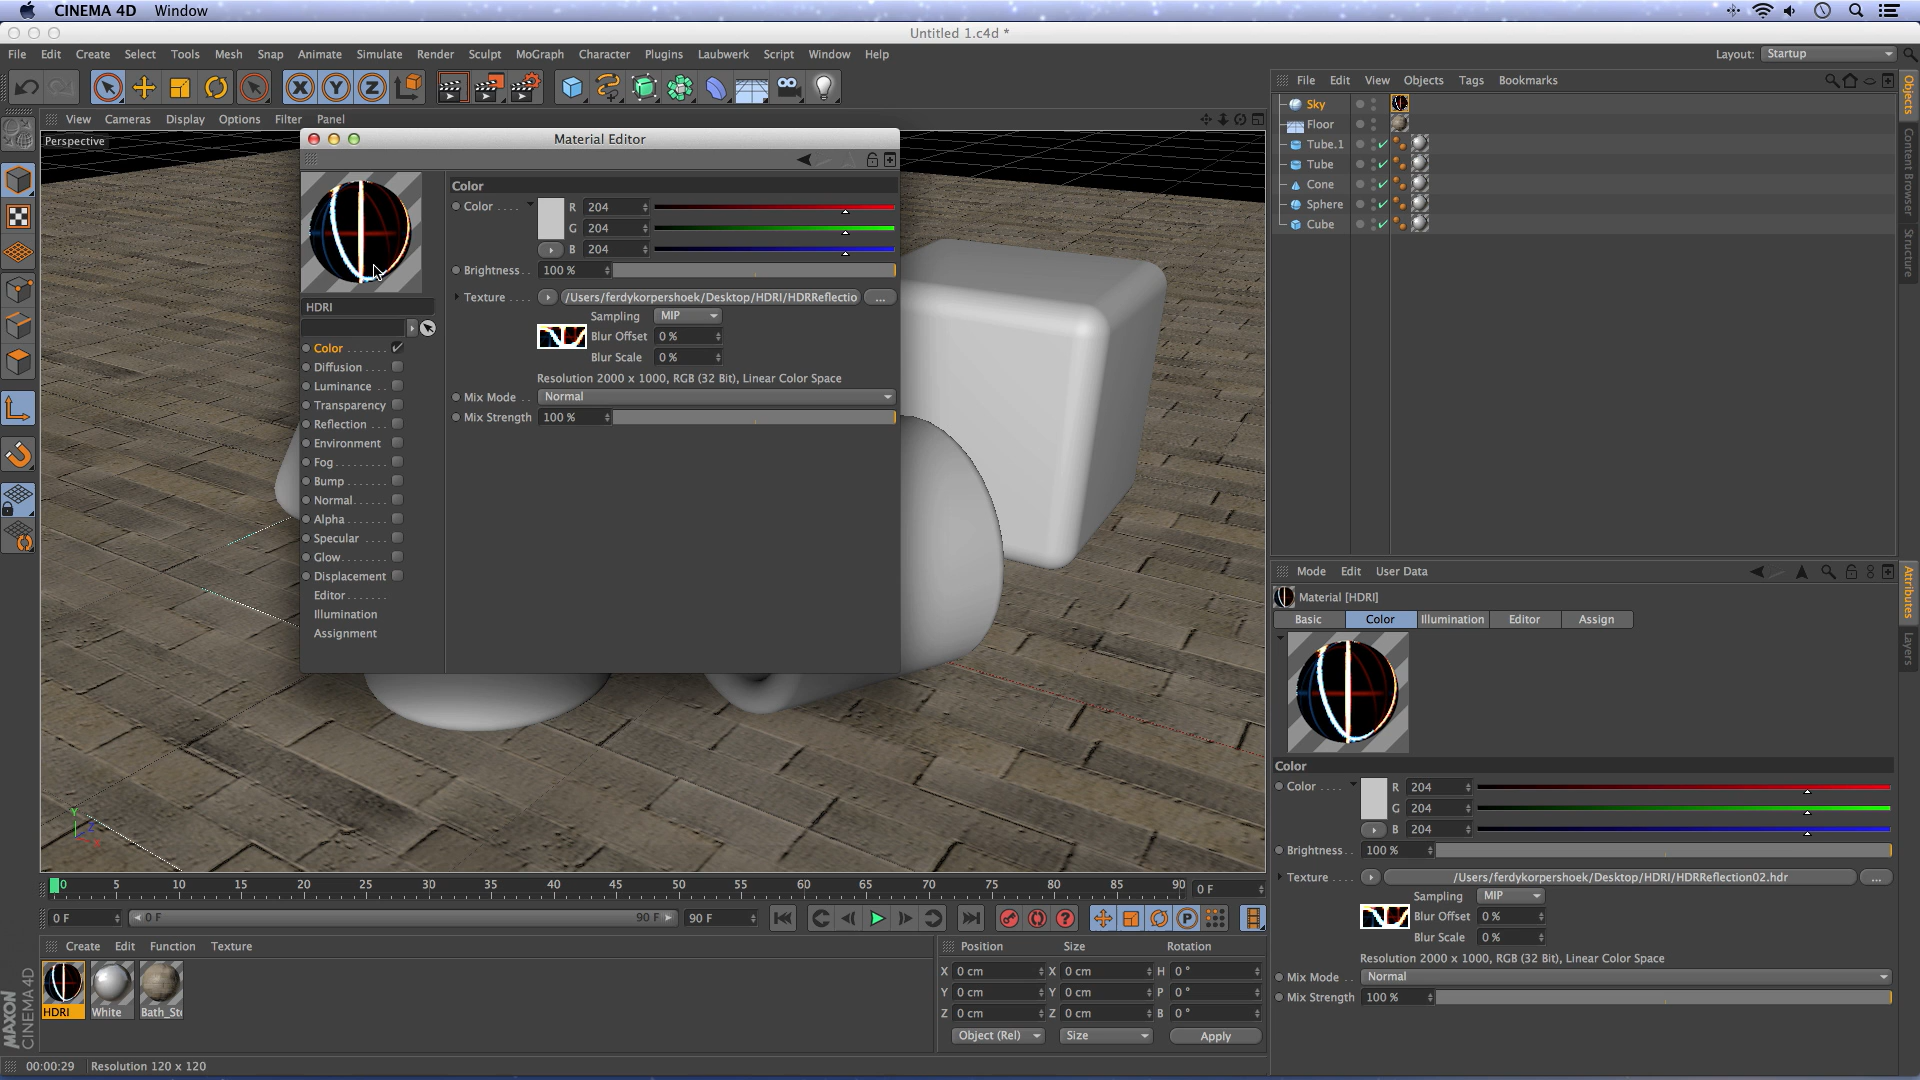 CINEMA 4D Window
Untitled 1.c4d *
File Edit Create Select Tools Mesh Snap Animate Simulate Render Sculpt MoGraph Character Plugins Laubwerk Script Window Help
Layout: Startup
File Edit View Objects Tags Bookmarks
View Cameras Display Options Filter Panel
Perspective
Sky
Floor
Tube.1
Tube
Cone
Sphere
Cube
Objects
Content Browser
Structure
Material Editor
Color
Color . . . . R 204
G 204
B 204
Brightness . . 100 %
Texture . . . . /Users/ferdykorpershoek/Desktop/HDRI/HDRReflectio ...
Sampling MIP
Blur Offset 0 %
Blur Scale 0 %
Resolution 2000 x 1000, RGB (32 Bit), Linear Color Space
Mix Mode . . Normal
Mix Strength 100 %
HDRI
Color . . . . . . .
Diffusion . . . .
Luminance . . .
Transparency
Reflection . . .
Environment
Fog . . . . . . . .
Bump . . . . . .
Normal . . . . .
Alpha . . . . . .
Specular . . . .
Glow . . . . . . .
Displacement
Editor . . . . . . .
Illumination
Assignment
Mode Edit User Data
Attributes
Layers
Material [HDRI]
Basic Color Illumination Editor Assign
Color
Color . . . . R 204
G 204
B 204
Brightness . . 100 %
Texture . . . . /Users/ferdykorpershoek/Desktop/HDRI/HDRReflection02.hdr ...
Sampling MIP
Blur Offset 0 %
Blur Scale 0 %
Resolution 2000 x 1000, RGB (32 Bit), Linear Color Space
Mix Mode . . Normal
Mix Strength 100 %
Y
Z
X
0 5 10 15 20 25 30 35 40 45 50 55 60 65 70 75 80 85 90 0 F
0 F 0 F 90 F 90 F
Create Edit Function Texture
HDRI White Bath_Sto
MAXON
CINEMA 4D
Position Size Rotation
X 0 cm X 0 cm H 0 °
Y 0 cm Y 0 cm P 0 °
Z 0 cm Z 0 cm B 0 °
Object (Rel) Size Apply
00:00:29 Resolution 120 x 120